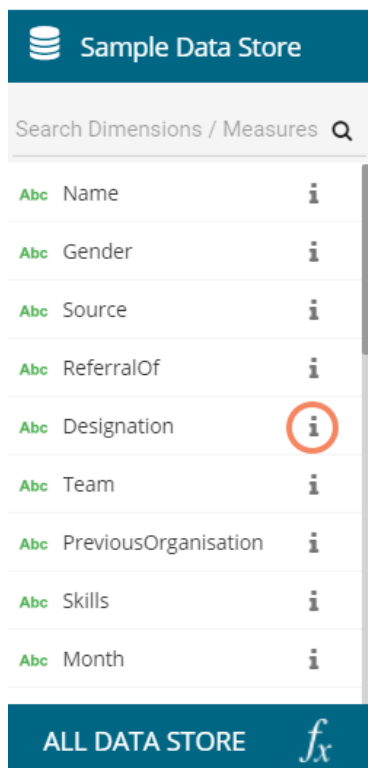 Sample Data Store
Search Dimensions / Measures
Abc Name i
Abc Gender i
Abc Source i
Abc ReferralOf i
Abc Designation i
Abc Team i
Abc PreviousOrganisation i
Abc Skills i
Abc Month i
ALL DATA STORE fx